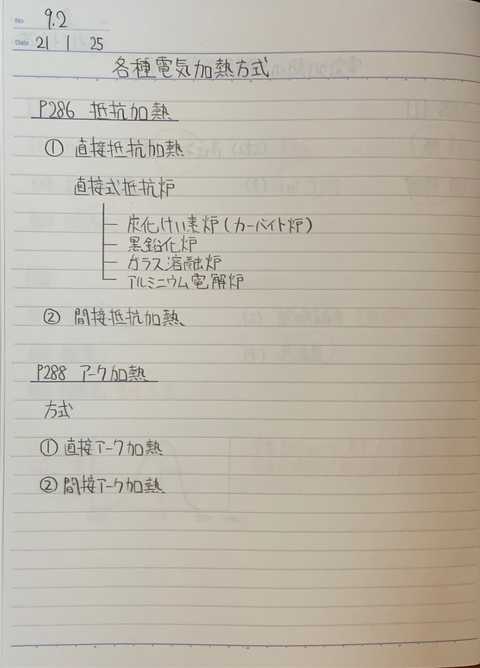 No. 9.2
Date 21 1 25
各種電気加熱方式
P286 抵抗加熱
① 直接抵抗加熱
直接式抵抗炉
炭化けい素炉(カーバイト炉)
黒鉛化炉
ガラス溶融炉
アルミニウム電解炉
② 間接抵抗加熱
P288 アーク加熱
方式
① 直接アーク加熱
② 間接アーク加熱